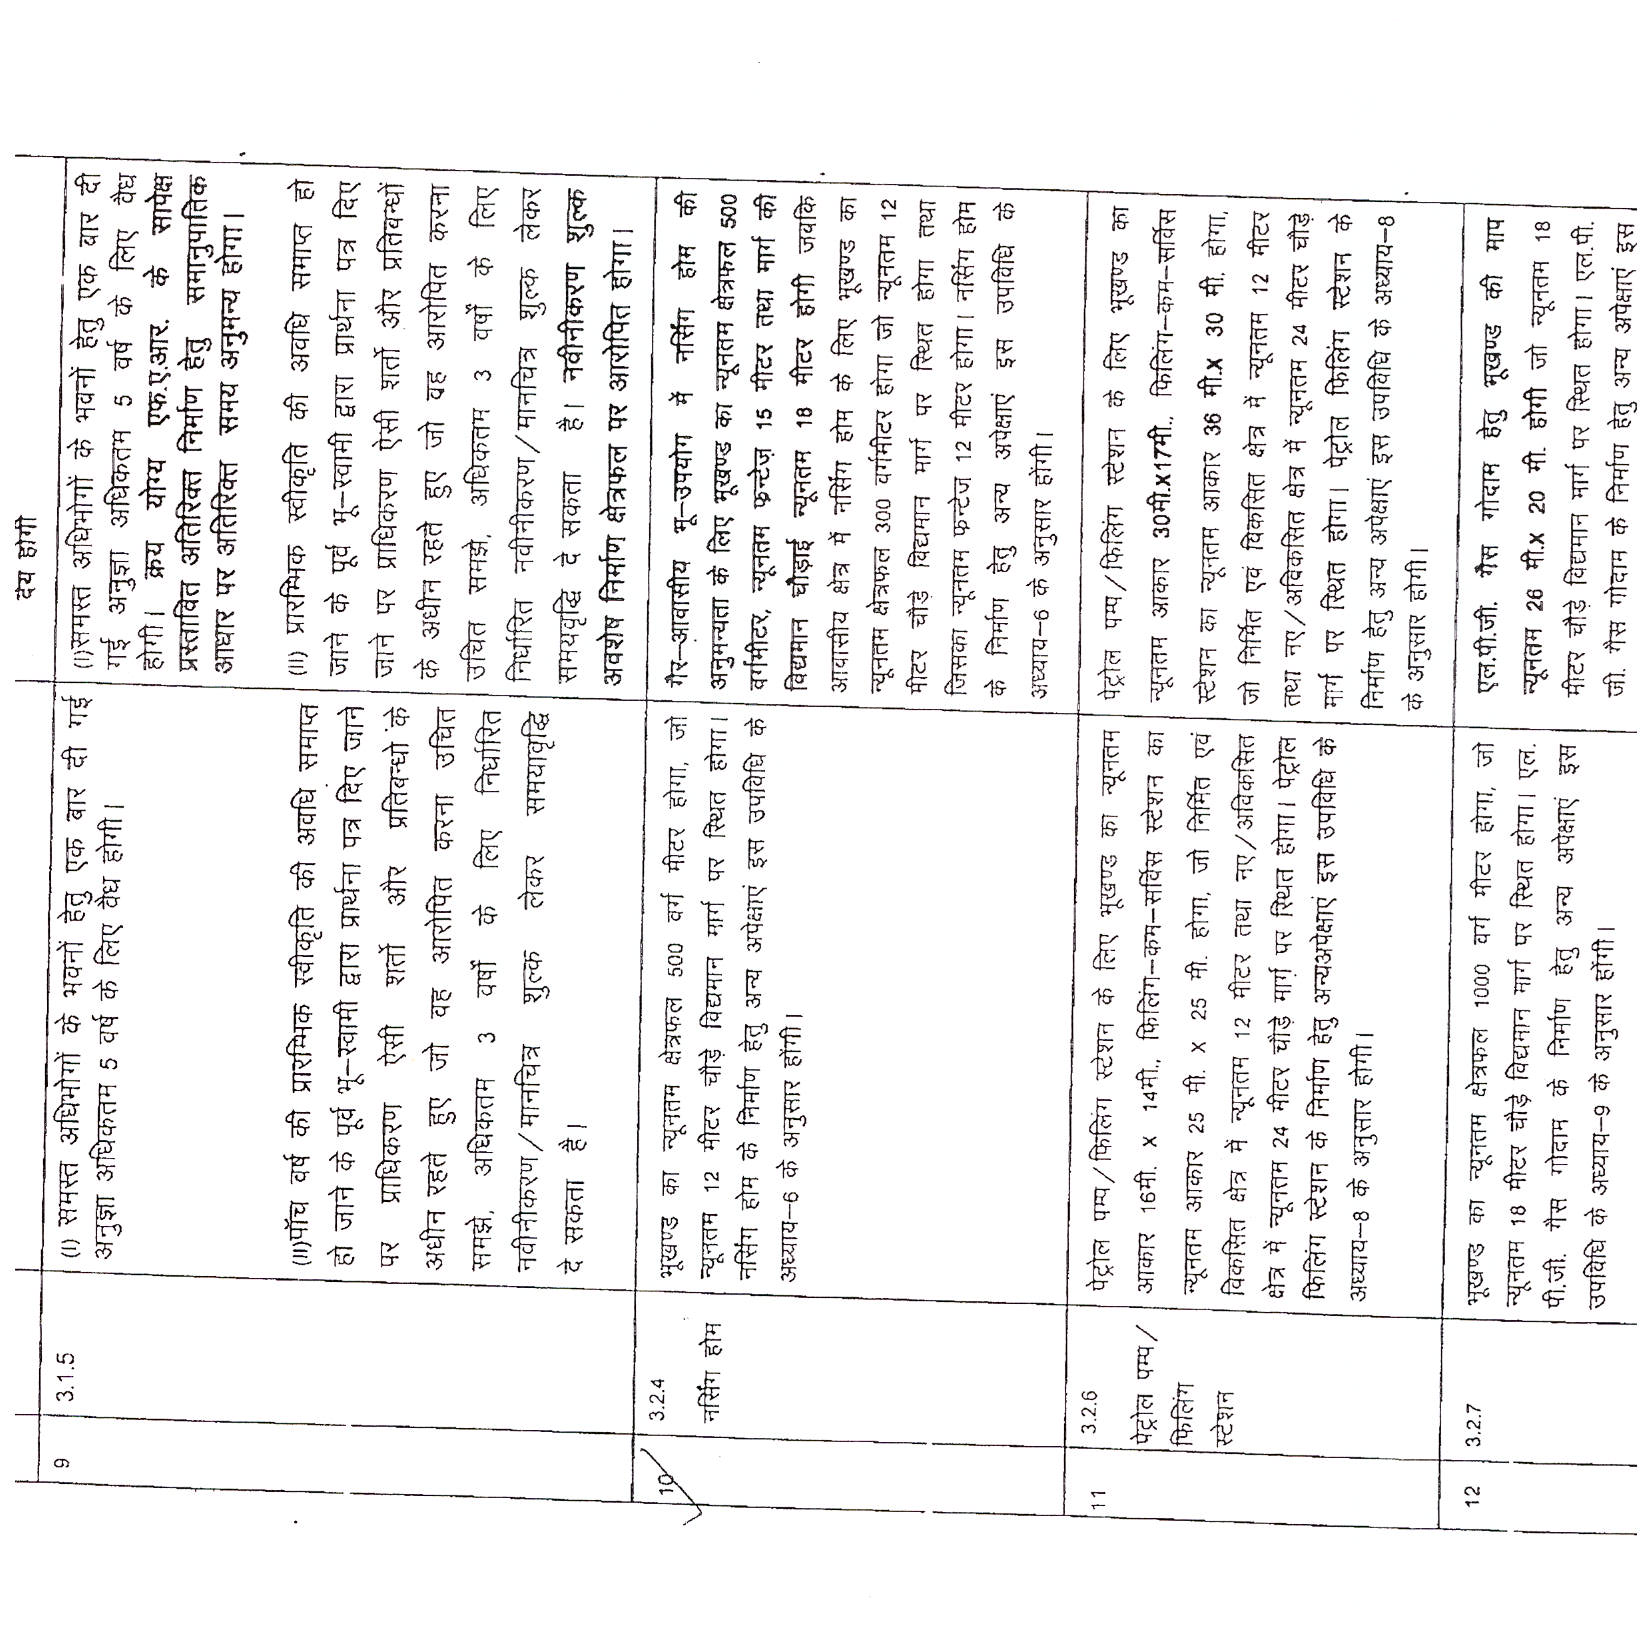 देय होगी
9
3.1.5
(I) समस्त अधिभोगों के भवनों हेतु एक बार दी गई
अनुज्ञा अधिकतम 5 वर्ष के लिए वैध होगी।
(II)पाँच वर्ष की प्रारम्भिक स्वीकृति की अवधि समाप्त
हो जाने के पूर्व भू-स्वामी द्वारा प्रार्थना पत्र दिए जाने
पर प्राधिकरण ऐसी शर्तो और प्रतिबन्धों के
अधीन रहते हुए जो वह आरोपित करना उचित
समझे, अधिकतम 3 वर्षो के लिए निर्धारित
नवीनीकरण/मानचित्र शुल्क लेकर समयावृद्धि
दे सकता है।
(I)समस्त अधिभोगों के भवनों हेतु एक बार दी
गई अनुज्ञा अधिकतम 5 वर्ष के लिए वैध
होगी। क्रय योग्य एफ.ए.आर. के सापेक्ष
प्रस्तावित अतिरिक्त निर्माण हेतु समानुपातिक
आधार पर अतिरिक्त समय अनुमन्य होगा।
(II) प्रारम्भिक स्वीकृति की अवधि समाप्त हो
जाने के पूर्व भू-स्वामी द्वारा प्रार्थना पत्र दिए
जाने पर प्राधिकरण ऐसी शर्तो और प्रतिबन्धों
के अधीन रहते हुए जो वह आरोपित करना
उचित समझे, अधिकतम 3 वर्षो के लिए
निर्धारित नवीनीकरण/मानचित्र शुल्क लेकर
समयवृद्धि दे सकता है। नवीनीकरण शुल्क
अवशेष निर्माण क्षेत्रफल पर आरोपित होगा।
10
3.2.4
नर्सिंग होम
भूखण्ड का न्यूनतम क्षेत्रफल 500 वर्ग मीटर होगा, जो
न्यूनतम 12 मीटर चौड़े विद्यमान मार्ग पर स्थित होगा।
नर्सिंग होम के निर्माण हेतु अन्य अपेक्षाएं इस उपविधि के
अध्याय-6 के अनुसार होंगी।
गैर-आवासीय भू-उपयोग में नर्सिंग होम की
अनुमन्यता के लिए भूखण्ड का न्यूनतम क्षेत्रफल 500
वर्गमीटर, न्यूनतम फ्रन्टेज़ 15 मीटर तथा मार्ग की
विद्यमान चौड़ाई न्यूनतम 18 मीटर होगी जबकि
आवासीय क्षेत्र में नर्सिंग होम के लिए भूखण्ड का
न्यूनतम क्षेत्रफल 300 वर्गमीटर होगा जो न्यूनतम 12
मीटर चौड़े विद्यमान मार्ग पर स्थित होगा तथा
जिसका न्यूनतम फ्रन्टेज 12 मीटर होगा। नर्सिंग होम
के निर्माण हेतु अन्य अपेक्षाएं इस उपविधि के
अध्याय-6 के अनुसार होंगी।
11
3.2.6
पेट्रोल पम्प/
फिलिंग
स्टेशन
पेट्रोल पम्प/फिलिंग स्टेशन के लिए भूखण्ड का न्यूनतम
आकार 16मी. x 14मी., फिलिंग-कम-सर्विस स्टेशन का
न्यूनतम आकार 25 मी. x 25 मी. होगा, जो निर्मित एवं
विकसित क्षेत्र में न्यूनतम 12 मीटर तथा नए/अविकसित
क्षेत्र में न्यूनतम 24 मीटर चौड़े मार्ग पर स्थित होगा। पेट्रोल
फिलिंग स्टेशन के निर्माण हेतु अन्यअपेक्षाएं इस उपविधि के
अध्याय-8 के अनुसार होगी।
पेट्रोल पम्प/फिलिंग स्टेशन के लिए भूखण्ड का
न्यूनतम आकार 30मी.x17मी., फिलिंग-कम-सर्विस
स्टेशन का न्यूनतम आकार 36 मी.x 30 मी. होगा,
जो निर्मित एवं विकसित क्षेत्र में न्यूनतम 12 मीटर
तथा नए/अविकसित क्षेत्र में न्यूनतम 24 मीटर चौड़े
मार्ग पर स्थित होगा। पेट्रोल फिलिंग स्टेशन के
निर्माण हेतु अन्य अपेक्षाएं इस उपविधि के अध्याय-8
के अनुसार होगी।
12
3.2.7
भूखण्ड का न्यूनतम क्षेत्रफल 1000 वर्ग मीटर होगा, जो
न्यूनतम 18 मीटर चौड़े विद्यमान मार्ग पर स्थित होगा। एल.
पी.जी. गैस गोदाम के निर्माण हेतु अन्य अपेक्षाएं इस
उपविधि के अध्याय-9 के अनुसार होंगी।
एल.पी.जी. गैस गोदाम हेतु भूखण्ड की माप
न्यूनतम 26 मी.x 20 मी. होगी जो न्यूनतम 18
मीटर चौड़े विद्यमान मार्ग पर स्थित होगा। एल.पी.
जी. गैस गोदाम के निर्माण हेतु अन्य अपेक्षाएं इस